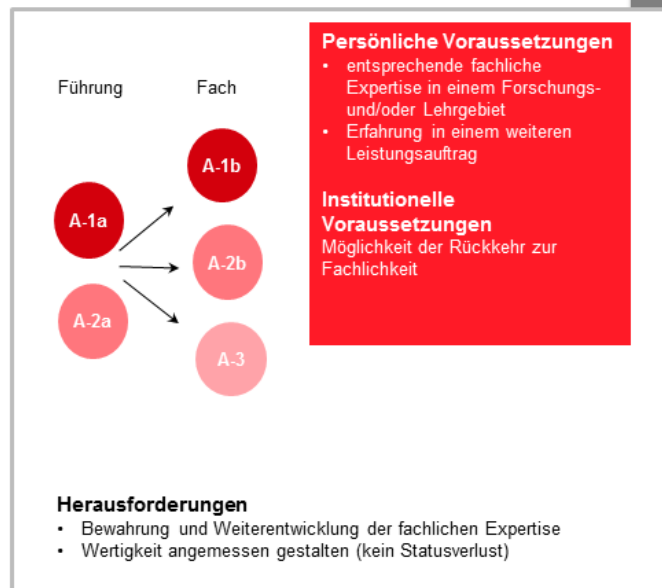 Führung
Fach
A-1b
A-1a
A-2b
A-2a
A-3
Persönliche Voraussetzungen
• entsprechende fachliche
Expertise in einem Forschungs-
und/oder Lehrgebiet
• Erfahrung in einem weiteren
Leistungsauftrag
Institutionelle
Voraussetzungen
Möglichkeit der Rückkehr zur
Fachlichkeit
Herausforderungen
• Bewahrung und Weiterentwicklung der fachlichen Expertise
• Wertigkeit angemessen gestalten (kein Statusverlust)